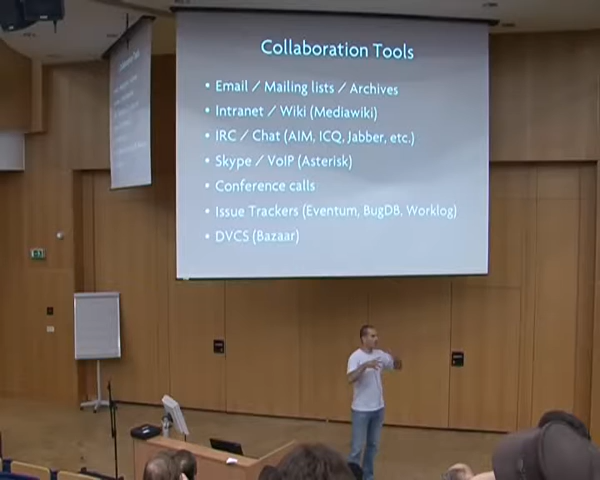 Collaboration Tools
• Email / Mailing lists / Archives
• Intranet / Wiki (Mediawiki)
• IRC / Chat (AIM, ICQ, Jabber, etc.)
• Skype / VoIP (Asterisk)
• Conference calls
• Issue Trackers (Eventum, BugDB, Worklog)
• DVCS (Bazaar)